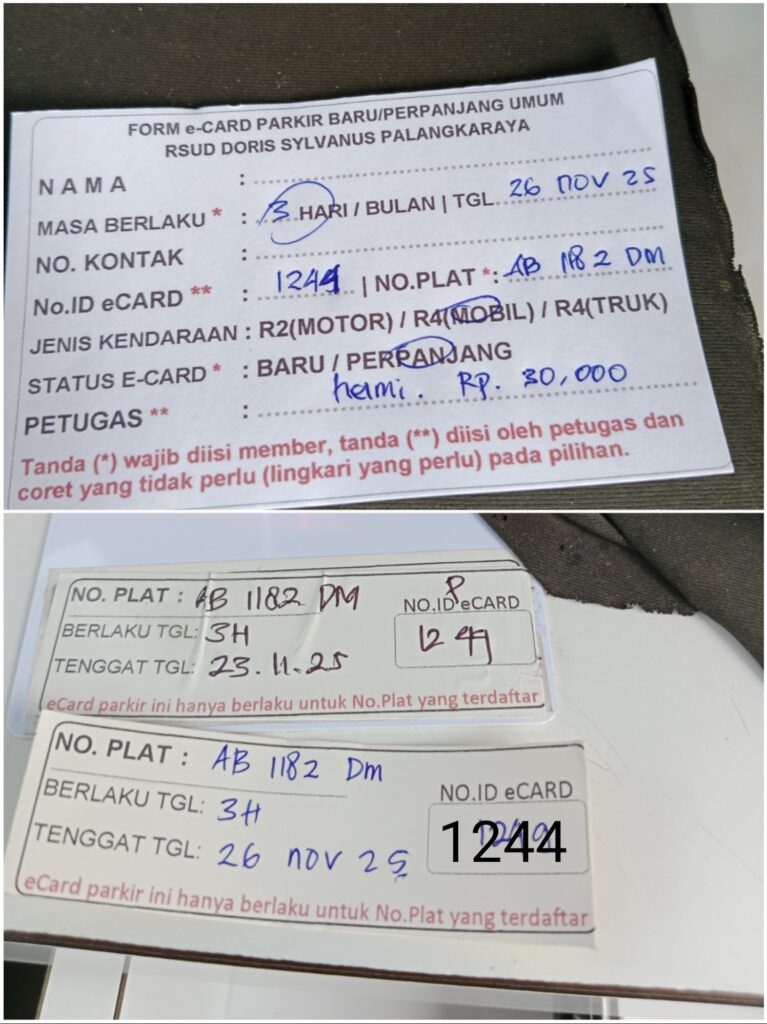 FORM e-CARD PARKIR BARU/PERPANJANG UMUM
RSUD DORIS SYLVANUS PALANGKARAYA
NAMA :
MASA BERLAKU * : 3 HARI / BULAN | TGL 26 NOV 25
NO. KONTAK :
No.ID eCARD ** : 1244 | NO.PLAT *: AB 1182 DM
JENIS KENDARAAN : R2(MOTOR) / R4(MOBIL) / R4(TRUK)
STATUS E-CARD * : BARU / PERPANJANG
PETUGAS ** : hami. Rp. 30,000
Tanda (*) wajib diisi member, tanda (**) diisi oleh petugas dan
coret yang tidak perlu (lingkari yang perlu) pada pilihan.
NO. PLAT : AB 1182 DM
P
NO.ID eCARD
BERLAKU TGL: 3H
TENGGAT TGL: 23.11.25
eCard parkir ini hanya berlaku untuk No.Plat yang terdaftar
NO. PLAT : AB 1182 Dm
NO.ID eCARD
BERLAKU TGL: 3H
1244
TENGGAT TGL: 26 nov 25
eCard parkir ini hanya berlaku untuk No.Plat yang terdaftar